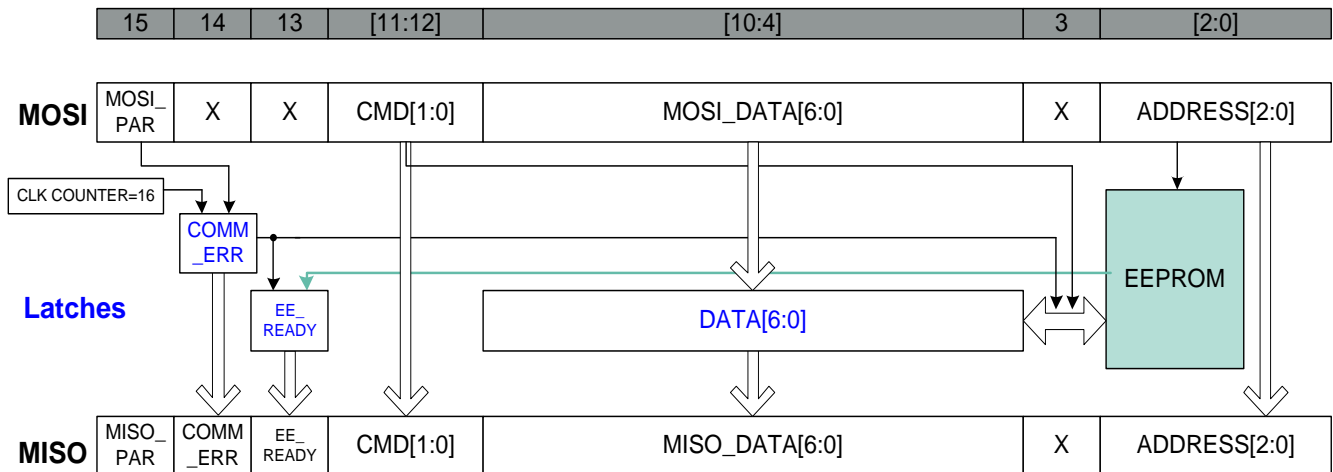 15 14 13 [11:12] [10:4] 3 [2:0]
MOSI MOSI_
PAR X X CMD[1:0] MOSI_DATA[6:0] X ADDRESS[2:0]
CLK COUNTER=16
COMM
_ERR
EEPROM
Latches
EE_
READY
DATA[6:0]
MISO MISO_
PAR COMM
_ERR EE_
READY CMD[1:0] MISO_DATA[6:0] X ADDRESS[2:0]